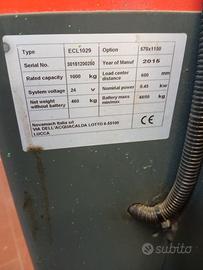 Type ECL1029 Option 570x1150
Serial No. Year of Manuf 2015
Rated capacity 1000 kg Load center distance 600 mm
System voltage 24 v Nominal power 0.45 kw
Net weight without battery 460 kg Battery mass min/max kg
Novamach Italia srl
VIA DELL'ACQUACALDA LOTTO 6-55100
LUCCA
subito